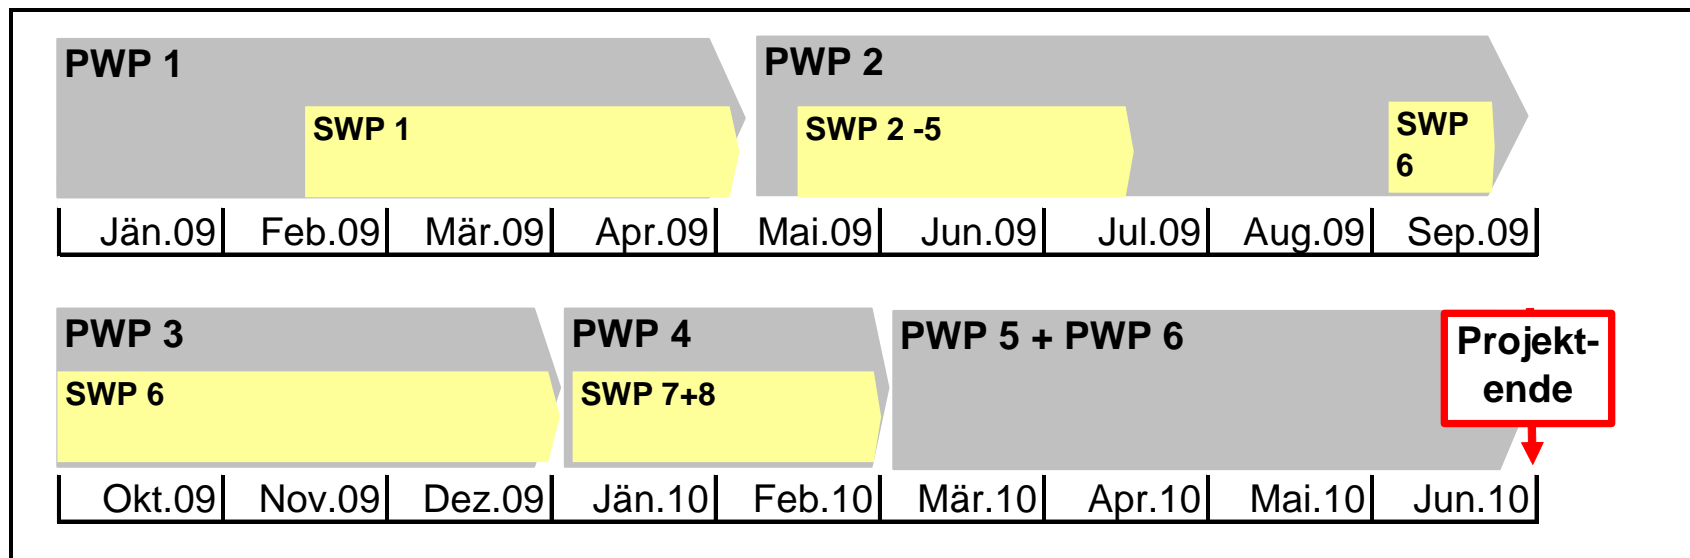 PWP 1
PWP 2
SWP 1
SWP 2 -5
SWP
6
Jän.09 Feb.09 Mär.09 Apr.09 Mai.09 Jun.09 Jul.09 Aug.09 Sep.09
PWP 3
PWP 4
PWP 5 + PWP 6
Projekt-
ende
SWP 6
SWP 7+8
Okt.09 Nov.09 Dez.09 Jän.10 Feb.10 Mär.10 Apr.10 Mai.10 Jun.10